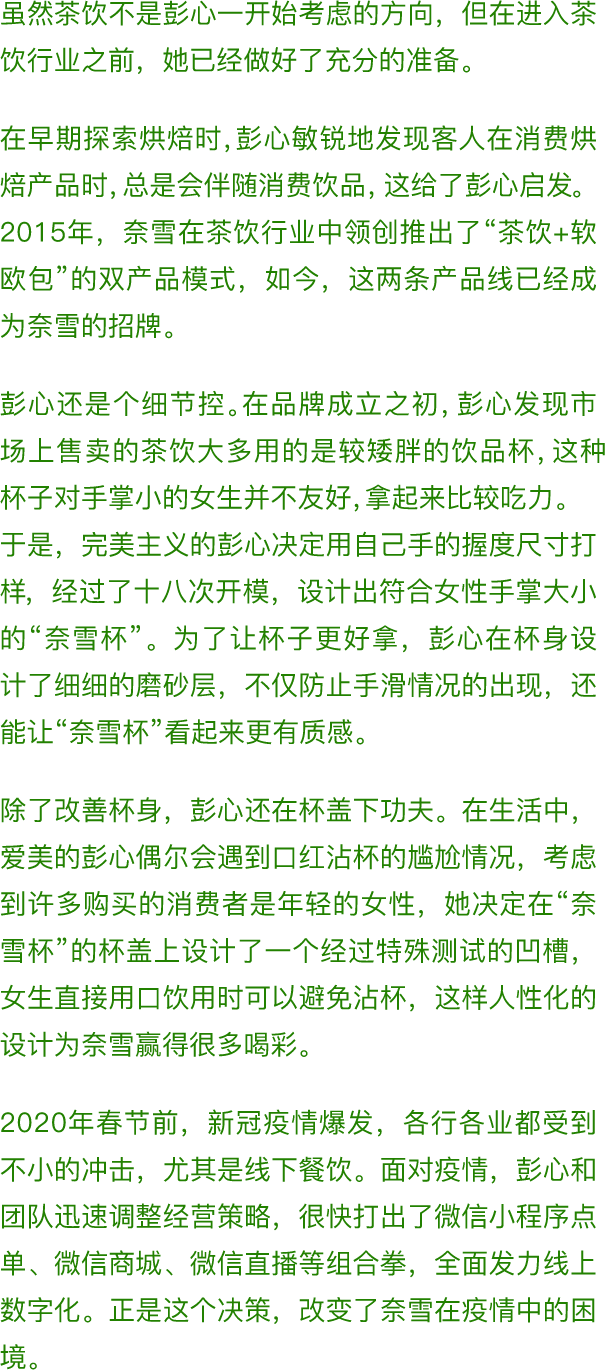 虽然茶饮不是彭心一开始考虑的方向，但在进入茶
饮行业之前，她已经做好了充分的准备。
在早期探索烘焙时，彭心敏锐地发现客人在消费烘
焙产品时，总是会伴随消费饮品，这给了彭心启发。
2015年，奈雪在茶饮行业中领创推出了“茶饮+软
欧包”的双产品模式，如今，这两条产品线已经成
为奈雪的招牌。
彭心还是个细节控。在品牌成立之初，彭心发现市
场上售卖的茶饮大多用的是较矮胖的饮品杯，这种
杯子对手掌小的女生并不友好，拿起来比较吃力。
于是，完美主义的彭心决定用自己手的握度尺寸打
样，经过了十八次开模，设计出符合女性手掌大小
的“奈雪杯”。为了让杯子更好拿，彭心在杯身设
计了细细的磨砂层，不仅防止手滑情况的出现，还
能让“奈雪杯”看起来更有质感。
除了改善杯身，彭心还在杯盖下功夫。在生活中，
爱美的彭心偶尔会遇到口红沾杯的尴尬情况，考虑
到许多购买的消费者是年轻的女性，她决定在“奈
雪杯”的杯盖上设计了一个经过特殊测试的凹槽，
女生直接用口饮用时可以避免沾杯，这样人性化的
设计为奈雪赢得很多喝彩。
2020年春节前，新冠疫情爆发，各行各业都受到
不小的冲击，尤其是线下餐饮。面对疫情，彭心和
团队迅速调整经营策略，很快打出了微信小程序点
单、微信商城、微信直播等组合拳，全面发力线上
数字化。正是这个决策，改变了奈雪在疫情中的困
境。